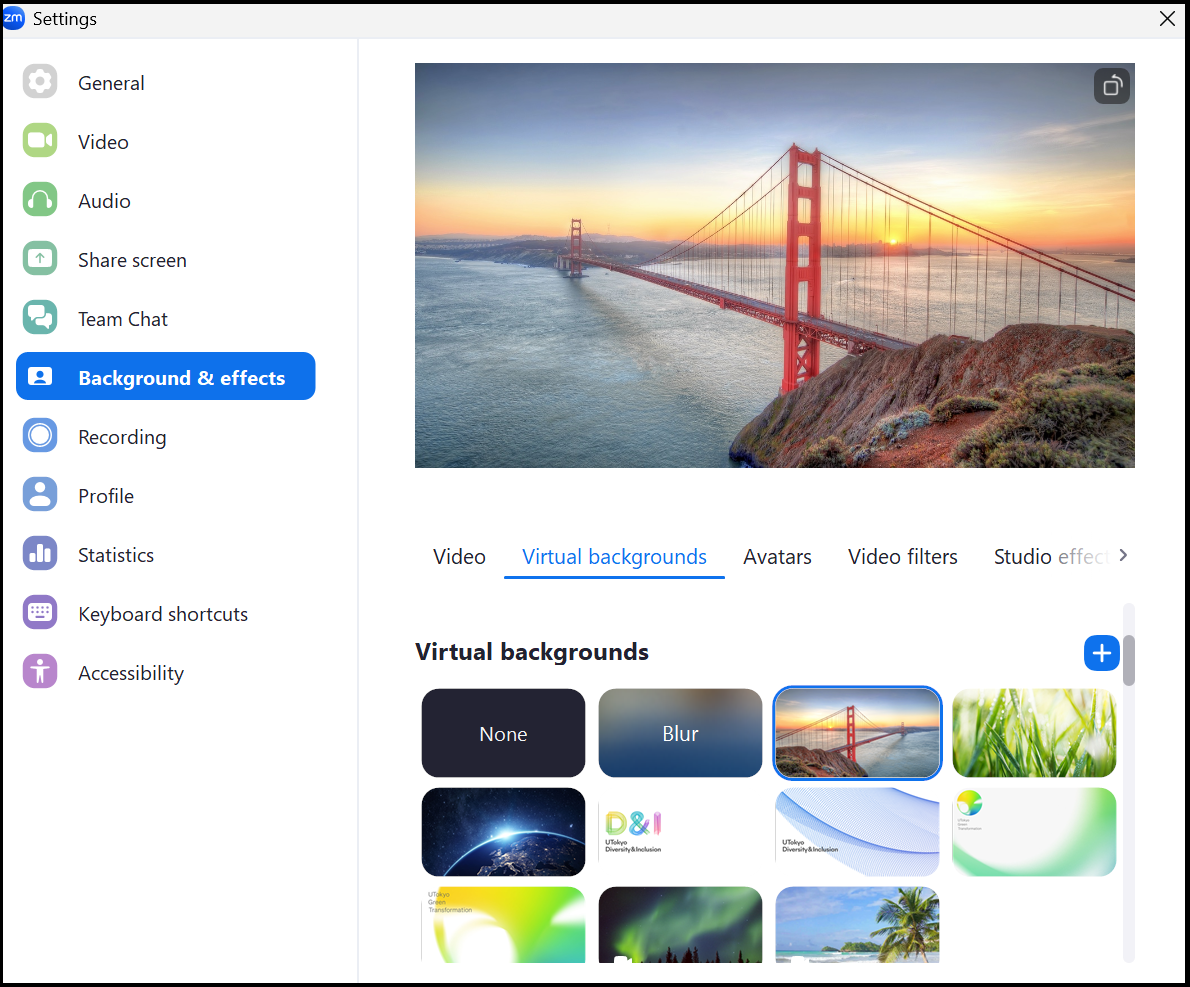 zm Settings
General
Video
Audio
Share screen
Team Chat
Background & effects
Recording
Profile
Statistics
Keyboard shortcuts
Accessibility
Video Virtual backgrounds Avatars Video filters Studio effect
Virtual backgrounds
None Blur
D&I
UTokyo
Diversity&Inclusion
UTokyo
Diversity&Inclusion
UTokyo
Green
Transformation
UTokyo
Green
Transformation